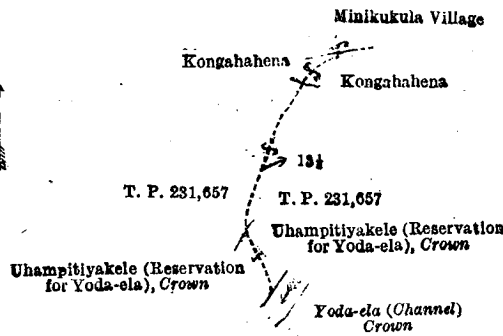 Minikukula Village
Kongahahena
Kongahahena
13½
T. P. 231,657
T. P. 231,657
Uhampitiyakele (Reservation
for Yoda-ela), Crown
Uhampitiyakele (Reservation
for Yoda-ela), Crown
Yoda-ela (Channel)
Crown